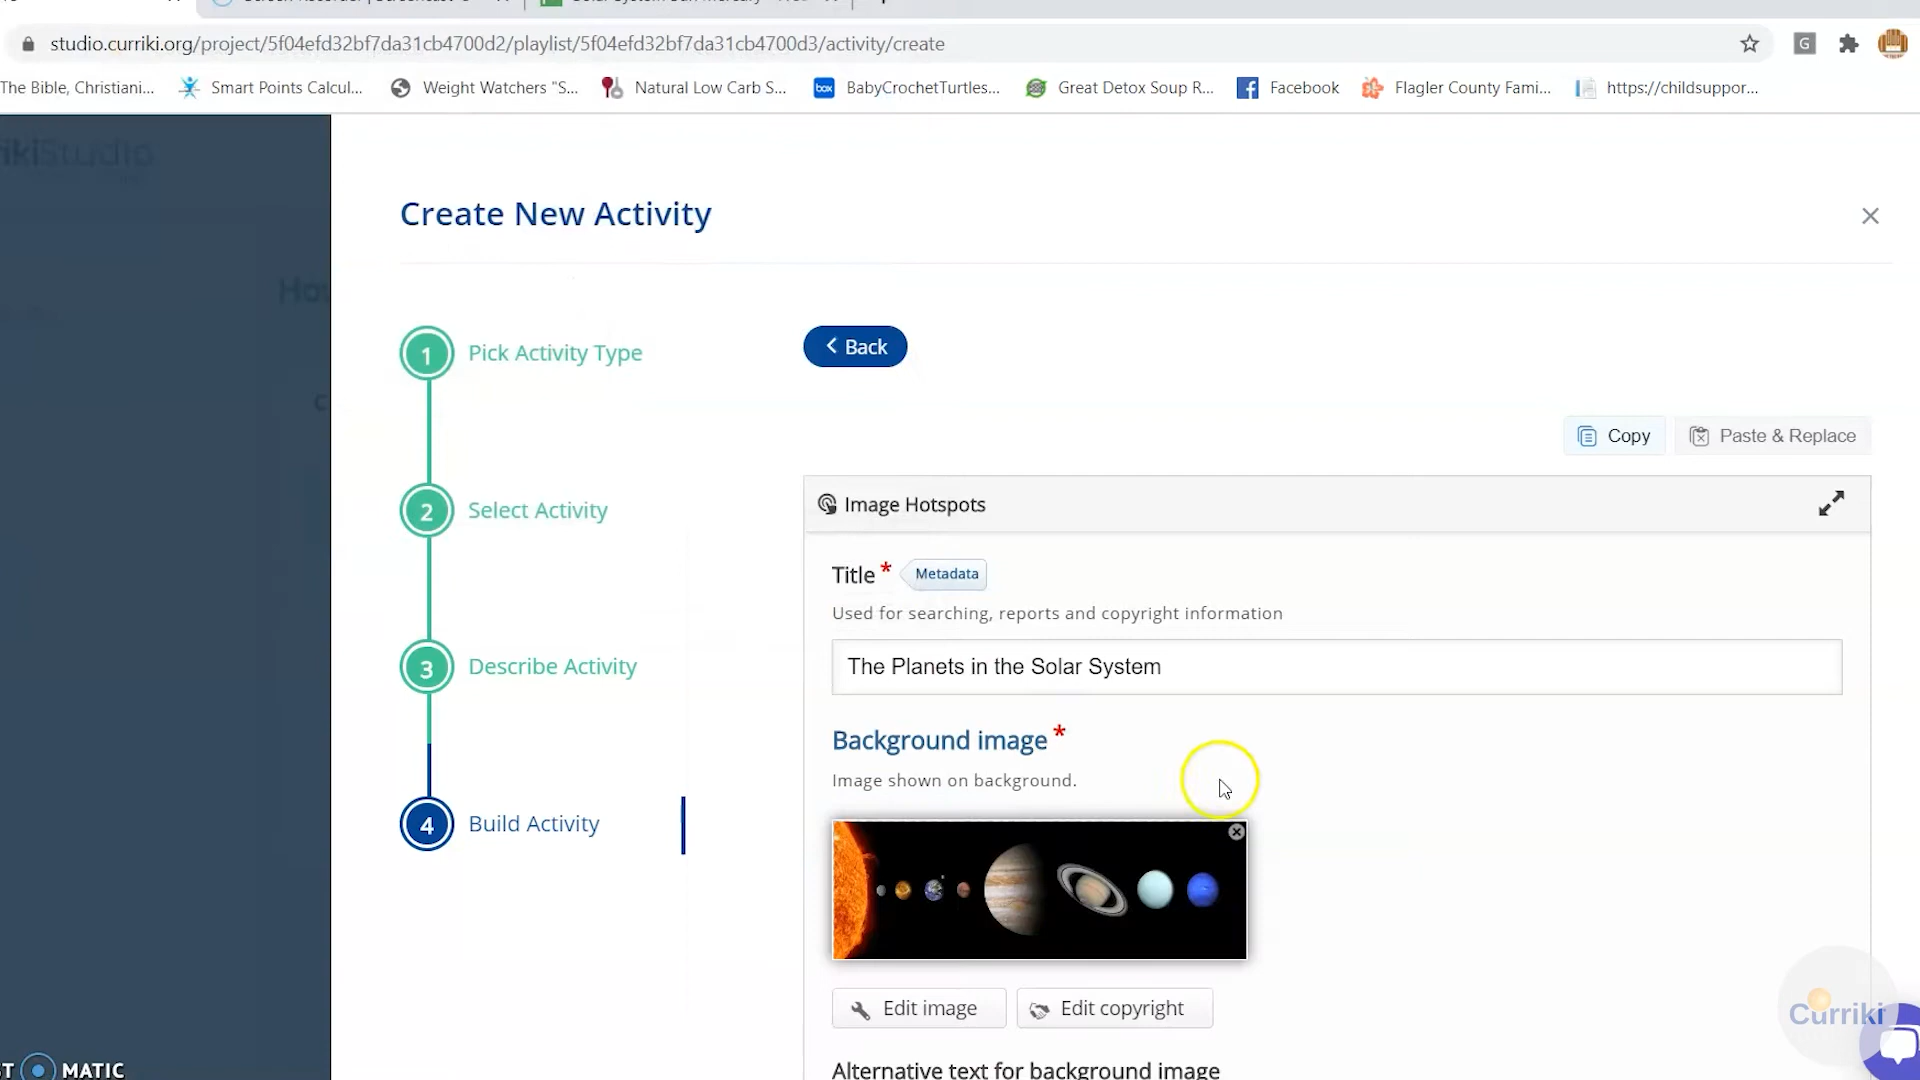 studio.curriki.org/project/5f04efd32bf7da31cb4700d2/playlist/5f04efd32bf7da31cb4700d3/activity/create
G
The Bible, Christiani...
Smart Points Calcul...
Weight Watchers "S...
Natural Low Carb S...
box
BabyCrochetTurtles...
Great Detox Soup R...
Facebook
Flagler County Fami...
https://childsuppor...
ikiStudio
Create New Activity
1 Pick Activity Type
Back
Copy
Paste & Replace
2 Select Activity
Image Hotspots
Title * Metadata
Used for searching, reports and copyright information
3 Describe Activity
The Planets in the Solar System
Background image *
Image shown on background.
4 Build Activity
Edit image
Edit copyright
Curriki
Alternative text for background image
MATIC